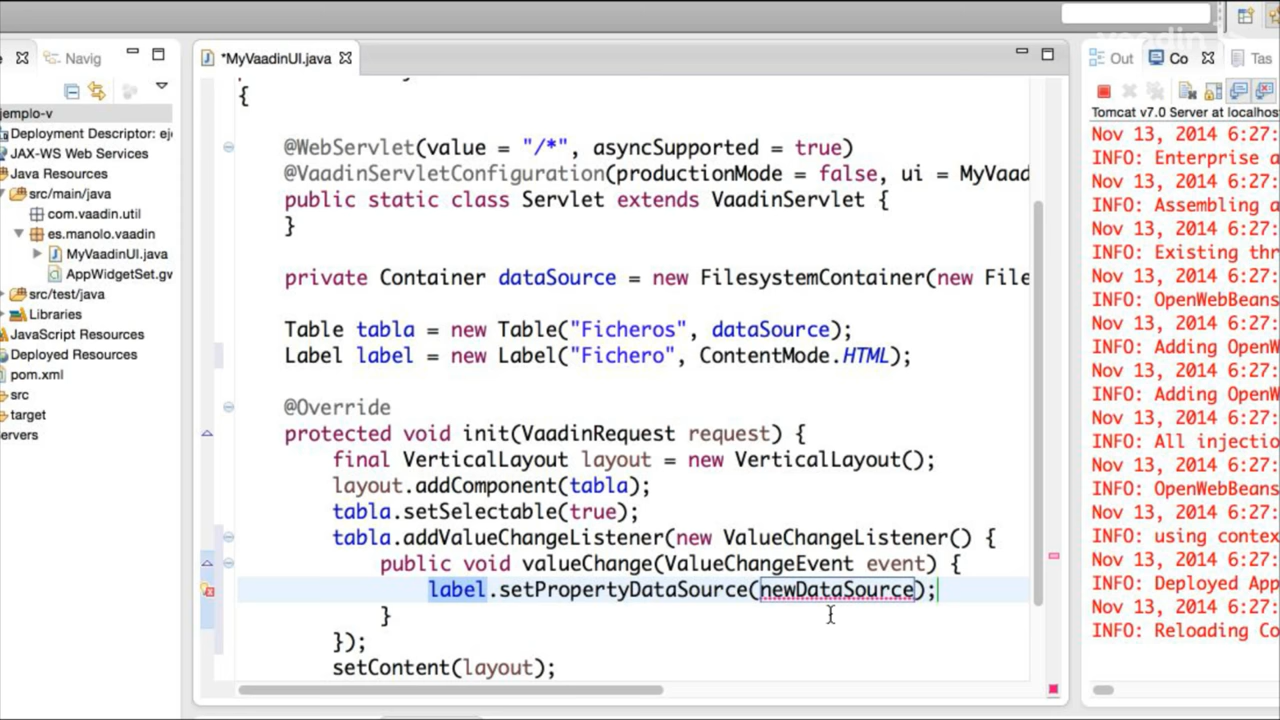 vaadin
Navig
*MyVaadinUI.java
Out
Co
Tas
jemplo-v
Deployment Descriptor: eje
JAX-WS Web Services
Java Resources
src/main/java
com.vaadin.util
es.manolo.vaadin
MyVaadinUI.java
AppWidgetSet.gw
src/test/java
Libraries
JavaScript Resources
Deployed Resources
pom.xml
src
target
ervers
{
@WebServlet(value = "/*", asyncSupported = true)
@VaadinServletConfiguration(productionMode = false, ui = MyVaad
public static class Servlet extends VaadinServlet {
}
private Container dataSource = new FilesystemContainer(new File
Table tabla = new Table("Ficheros", dataSource);
Label label = new Label("Fichero", ContentMode.HTML);
@Override
protected void init(VaadinRequest request) {
final VerticalLayout layout = new VerticalLayout();
layout.addComponent(tabla);
tabla.setSelectable(true);
tabla.addValueChangeListener(new ValueChangeListener() {
public void valueChange(ValueChangeEvent event) {
label.setPropertyDataSource(newDataSource);
}
});
setContent(layout);
Tomcat v7.0 Server at localhos
Nov 13, 2014 6:27:
INFO: Enterprise a
Nov 13, 2014 6:27:
INFO: Assembling a
Nov 13, 2014 6:27:
INFO: Existing thr
Nov 13, 2014 6:27:
INFO: OpenWebBeans
Nov 13, 2014 6:27:
INFO: Adding OpenW
Nov 13, 2014 6:27:
INFO: Adding OpenW
Nov 13, 2014 6:27:
INFO: All injectio
Nov 13, 2014 6:27:
INFO: OpenWebBeans
Nov 13, 2014 6:27:
INFO: using contex
Nov 13, 2014 6:27:
INFO: Deployed App
Nov 13, 2014 6:27:
INFO: Reloading Co